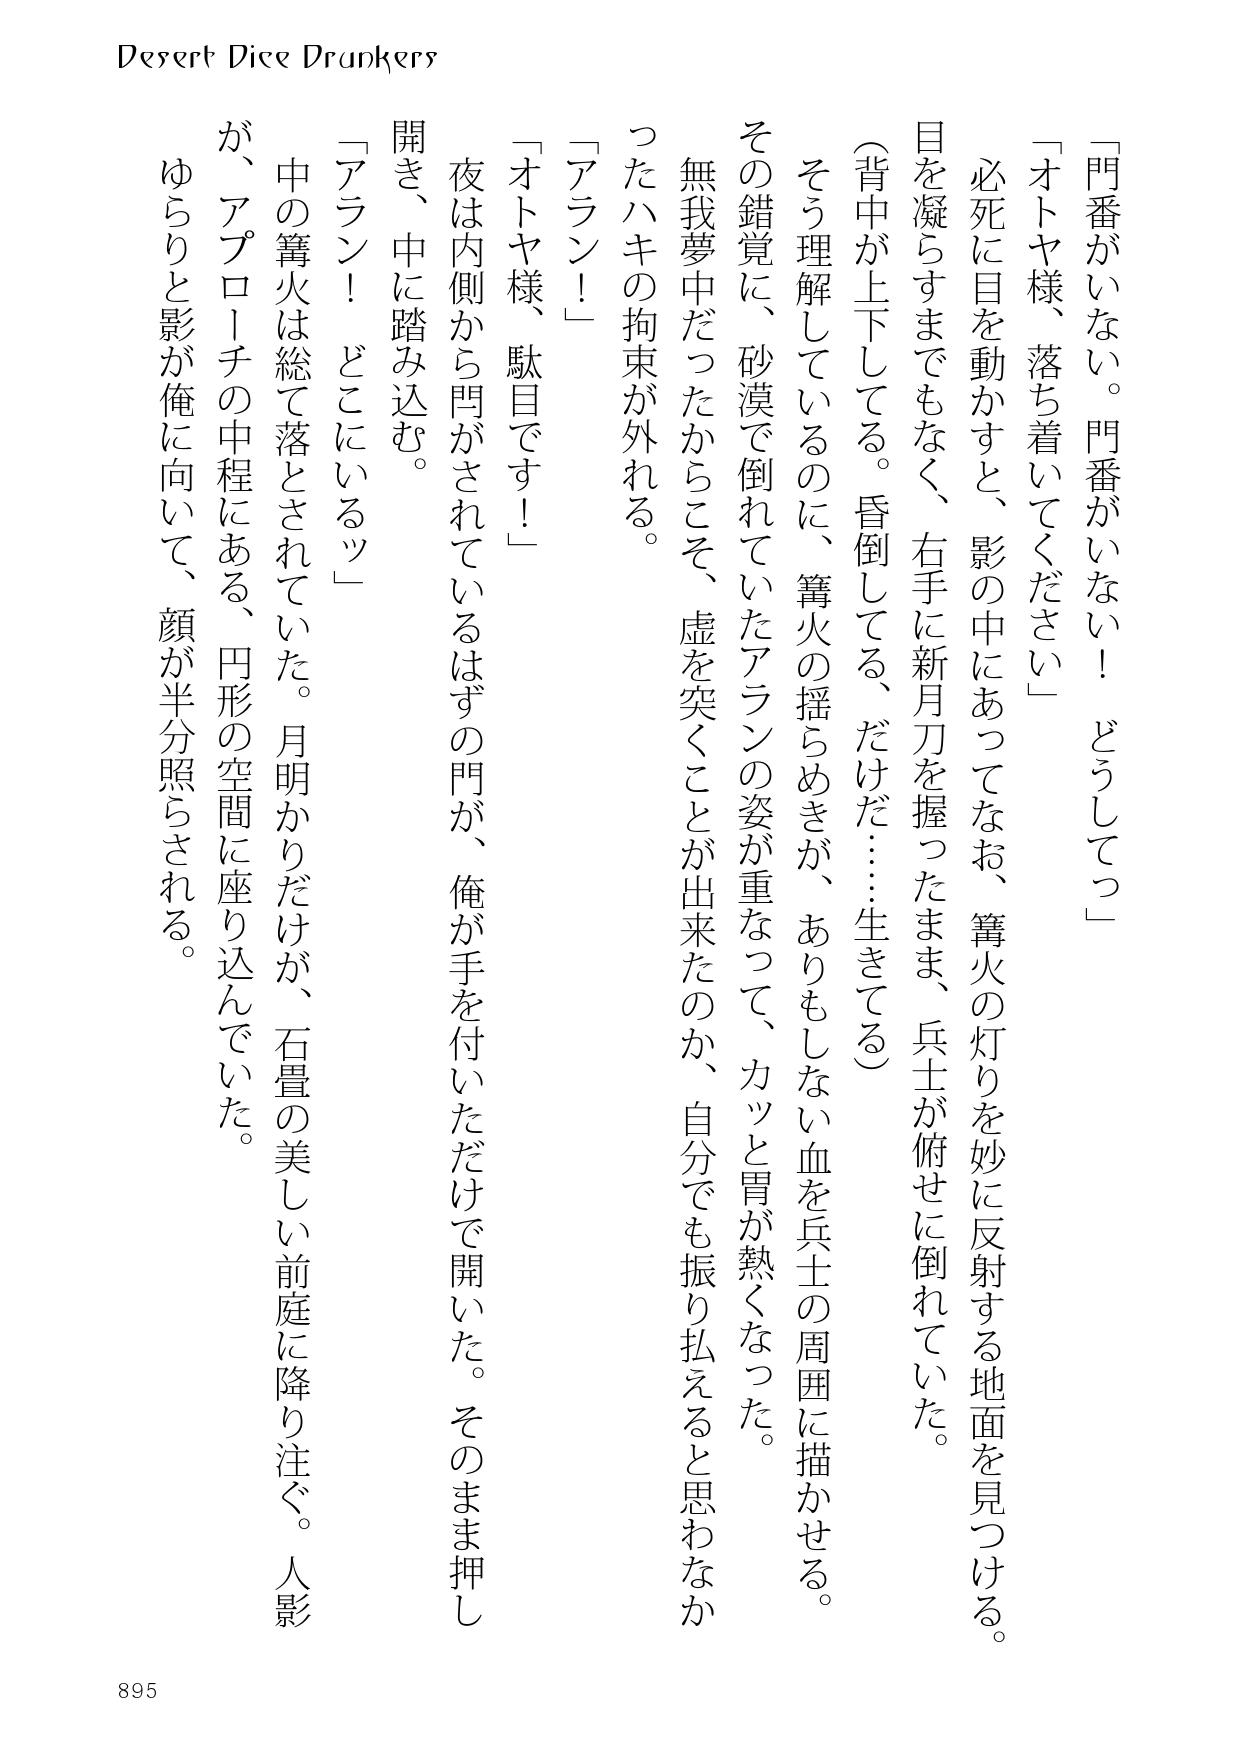 Desert Dice Drunkers
「門番がいない。門番がいない！　どうしてっ」
「オトヤ様、落ち着いてください」
　必死に目を動かすと、影の中にあってなお、篝火の灯りを妙に反射する地面を見つける。
目を凝らすまでもなく、右手に新月刀を握ったまま、兵士が俯せに倒れていた。
（背中が上下してる。昏倒してる、だけだ……生きてる）
　そう理解しているのに、篝火の揺らめきが、ありもしない血を兵士の周囲に描かせる。
その錯覚に、砂漠で倒れていたアランの姿が重なって、カッと胃が熱くなった。
　無我夢中だったからこそ、虚を突くことが出来たのか、自分でも振り払えると思わなか
ったハキの拘束が外れる。
「アラン！」
「オトヤ様、駄目です！」
　夜は内側から閂がされているはずの門が、俺が手を付いただけで開いた。そのまま押し
開き、中に踏み込む。
「アラン！　どこにいるッ」
　中の篝火は総て落とされていた。月明かりだけが、石畳の美しい前庭に降り注ぐ。人影
が、アプローチの中程にある、円形の空間に座り込んでいた。
　ゆらりと影が俺に向いて、顔が半分照らされる。
895